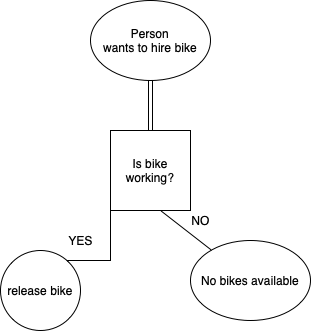 Person
wants to hire bike
Is bike
working?
YES
NO
release bike
No bikes available